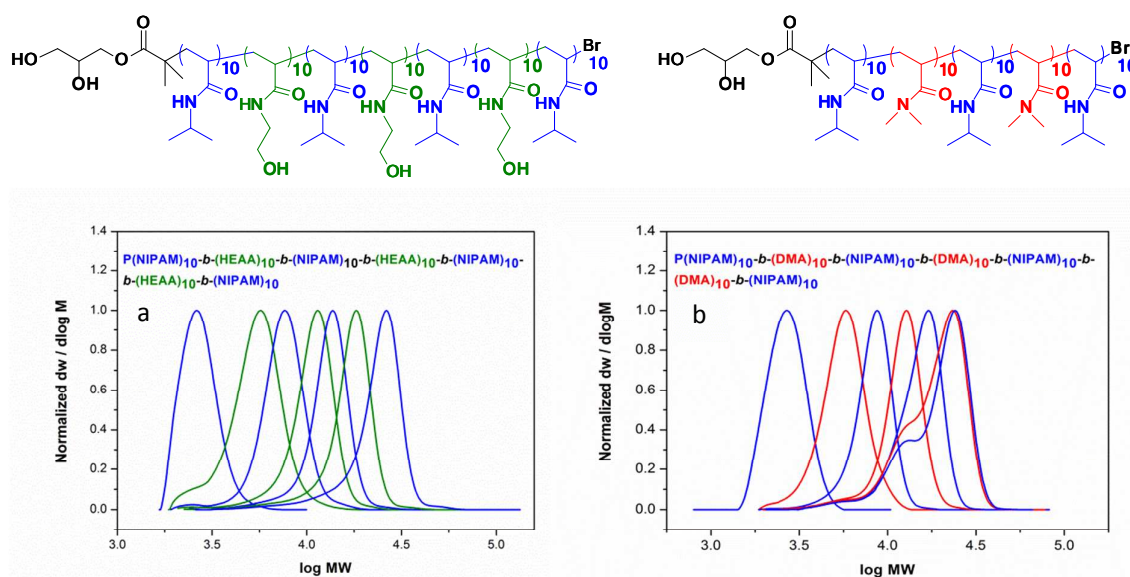 HO
OH
O
O
10
10
10
10
10
10
Br
10
HN
O
HN
O
HN
O
HN
O
HN
O
HN
O
HN
O
OH
OH
OH
HO
OH
O
O
10
10
10
10
Br
10
HN
O
N
O
HN
O
N
O
HN
O
1.4
1.2
1.0
0.8
0.6
0.4
0.2
0.0
Normalized dw / dlog M
P(NIPAM)10-b-(HEAA)10-b-(NIPAM)10-b-(HEAA)10-b-(NIPAM)10-
b-(HEAA)10-b-(NIPAM)10
a
3.0 3.5 4.0 4.5 5.0
log MW
1.4
1.2
1.0
0.8
0.6
0.4
0.2
0.0
Normalized dw / dlogM
P(NIPAM)10-b-(DMA)10-b-(NIPAM)10-b-(DMA)10-b-(NIPAM)10-b-
(DMA)10-b-(NIPAM)10
b
3.0 3.5 4.0 4.5 5.0
log MW